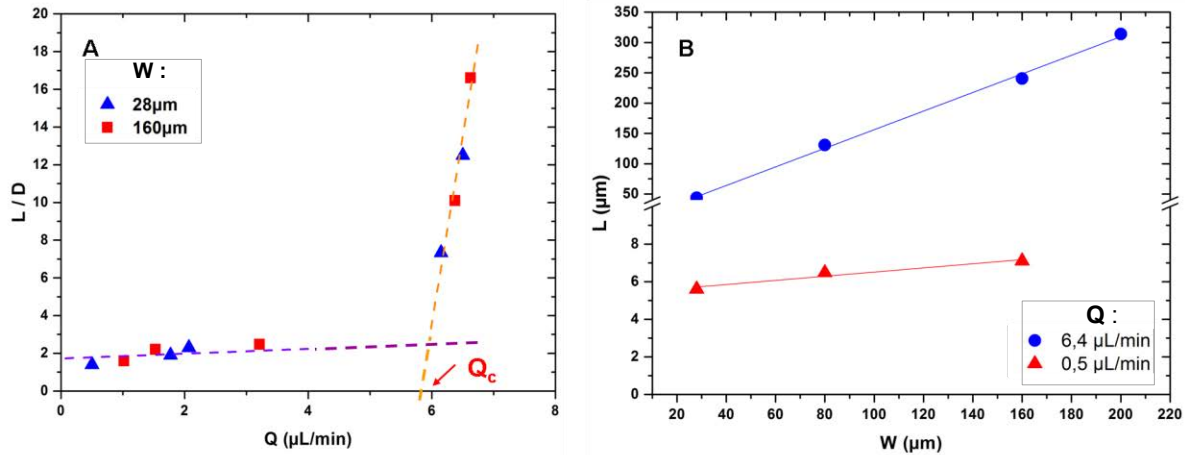 A
W :
28µm
160µm
L / D
20
18
16
14
12
10
8
6
4
2
0
Qc
0 2 4 6 8
Q (µL/min)
B
L (µm)
350
300
250
200
150
100
50
8
6
4
2
0
Q :
6,4 µL/min
0,5 µL/min
20 40 60 80 100 120 140 160 180 200 220
W (µm)